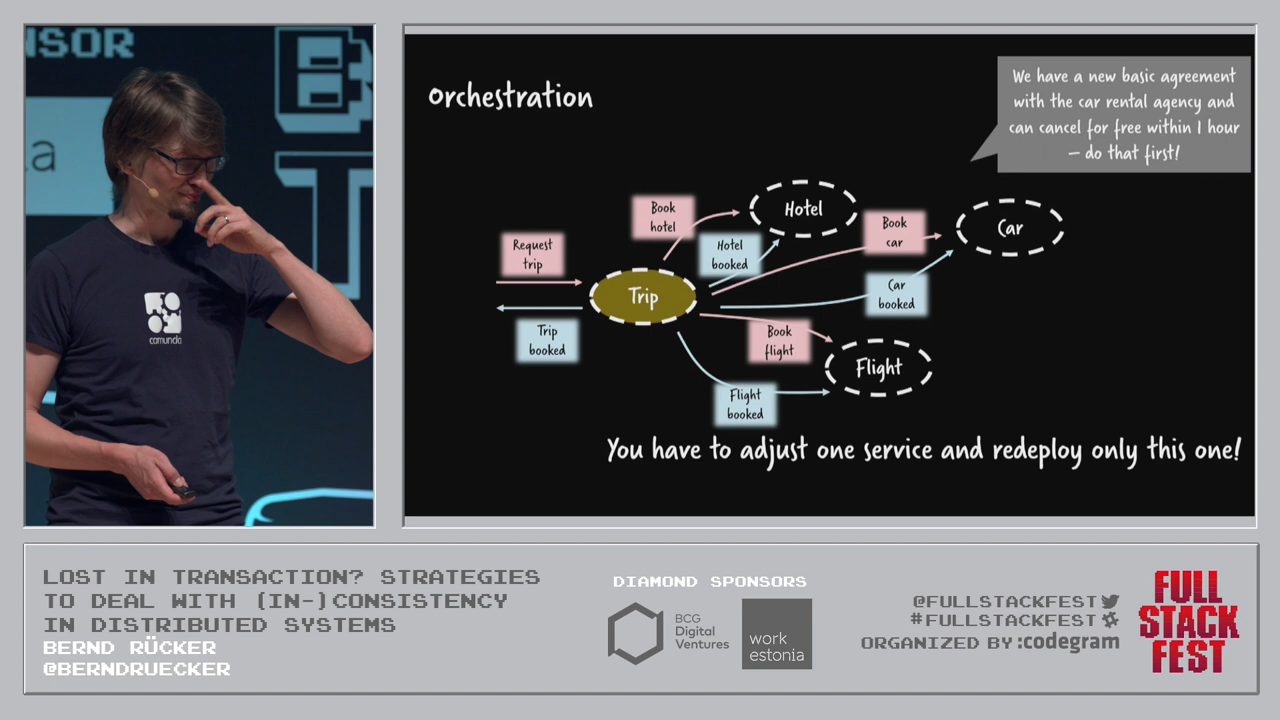 NSOR
a
camunda
Orchestration
We have a new basic agreement
with the car rental agency and
can cancel for free within 1 hour
– do that first!
Request
trip
Trip
booked
Trip
Book
hotel
Hotel
booked
Hotel
Book
car
Car
booked
Car
Book
flight
Flight
booked
Flight
You have to adjust one service and redeploy only this one!
LOST IN TRANSACTION? STRATEGIES
TO DEAL WITH (IN-)CONSISTENCY
IN DISTRIBUTED SYSTEMS
BERND RÜCKER
@BERNDRUECKER
DIAMOND SPONSORS
BCG
Digital
Ventures
work
estonia
@FULLSTACKFEST
#FULLSTACKFEST
ORGANIZED BY :codegram
FULL
STACK
FEST